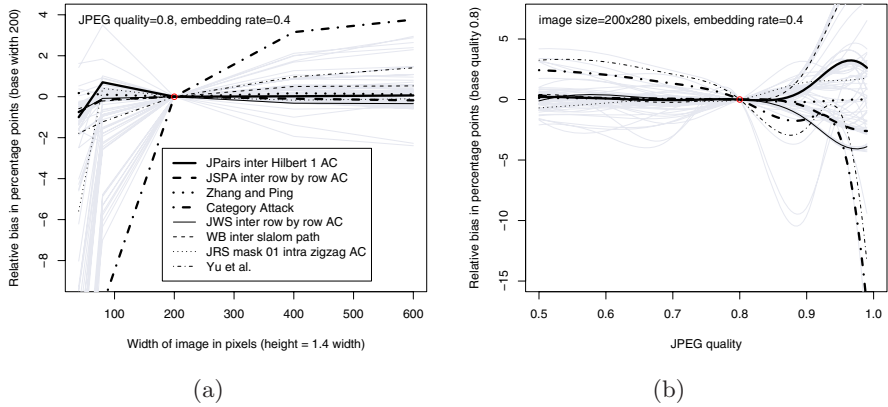 JPEG quality=0.8, embedding rate=0.4
Relative bias in percentage points (base width 200)
4
2
0
−2
−4
−6
−8
JPairs inter Hilbert 1 AC
JSPA inter row by row AC
Zhang and Ping
Category Attack
JWS inter row by row AC
WB inter slalom path
JRS mask 01 intra zigzag AC
Yu et al.
100 200 300 400 500 600
Width of image in pixels (height = 1.4 width)
(a)
image size=200x280 pixels, embedding rate=0.4
Relative bias in percentage points (base quality 0.8)
5
0
−5
−10
−15
0.5 0.6 0.7 0.8 0.9 1.0
JPEG quality
(b)